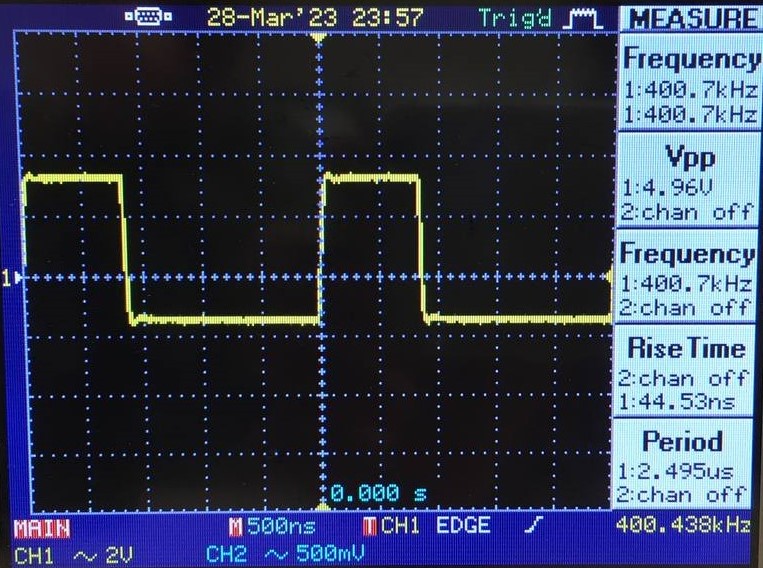 28-Mar'23 23:57 Trig'd MEASURE
Frequency
1:400.7kHz
1:400.7kHz
Vpp
1:4.96V
2:chan off
Frequency
1:400.7kHz
2:chan off
Rise Time
2:chan off
1:44.53ns
Period
1:2.495us
2:chan off
1
0.000 s
MAIN M 500ns T CH1 EDGE 400.438kHz
CH1 ~ 2V CH2 ~ 500mV